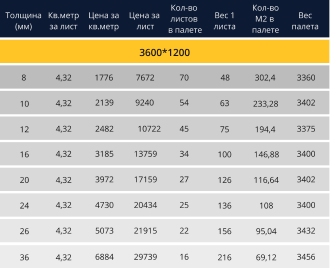 Толщина (мм) Кв.метр за лист Цена за кв.метр Цена за лист Кол-во листов в палете Вес 1 листа Кол-во М2 в палете Вес палета
3600*1200
8 4,32 1776 7672 70 48 302,4 3360
10 4,32 2139 9240 54 63 233,28 3402
12 4,32 2482 10722 45 75 194,4 3375
16 4,32 3185 13759 34 100 146,88 3400
20 4,32 3972 17159 27 126 116,64 3402
24 4,32 4730 20434 25 136 108 3400
26 4,32 5073 21915 22 156 95,04 3432
36 4,32 6884 29739 16 216 69,12 3456